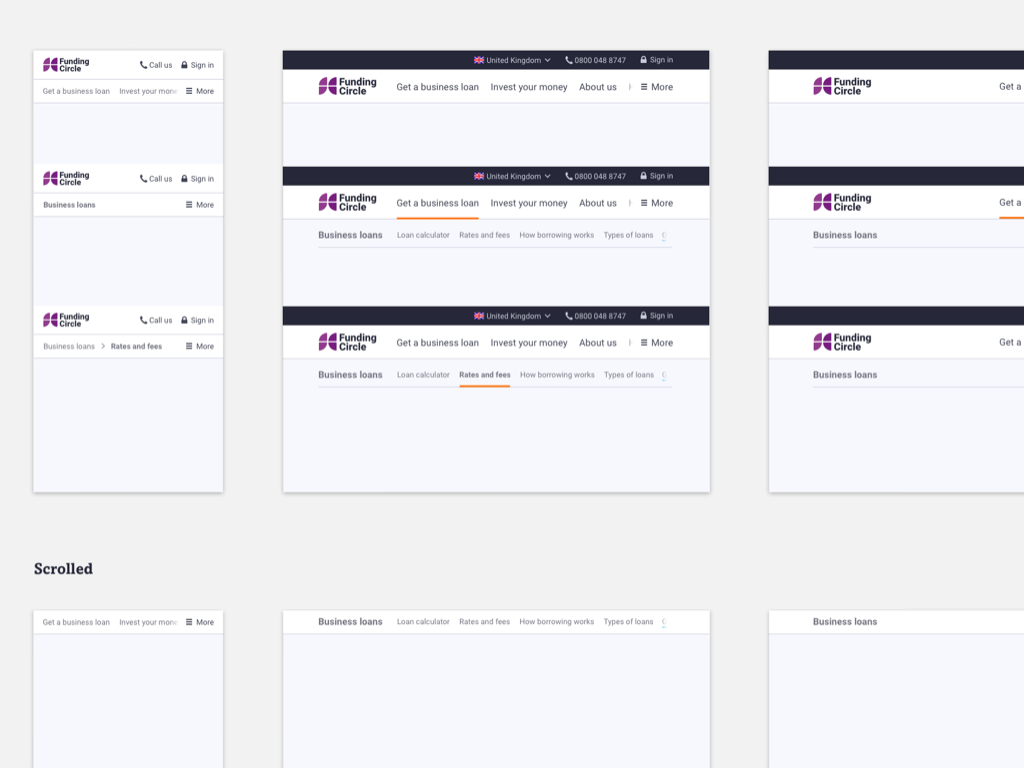 Funding
Circle
Call us
Sign in
Get a business loan Invest your mon
More
Funding
Circle
Call us
Sign in
Business loans
More
Funding
Circle
Call us
Sign in
Business loans > Rates and fees
More
United Kingdom 0800 048 8747 Sign in
Funding
Circle
Get a business loan Invest your money About us More
United Kingdom 0800 048 8747 Sign in
Funding
Circle
Get a business loan Invest your money About us More
Business loans Loan calculator Rates and fees How borrowing works Types of loans
United Kingdom 0800 048 8747 Sign in
Funding
Circle
Get a business loan Invest your money About us More
Business loans Loan calculator Rates and fees How borrowing works Types of loans
Funding
Circle
Get a
Funding
Circle
Get a
Business loans
Funding
Circle
Get a
Business loans
Scrolled
Get a business loan Invest your mon
More
Business loans Loan calculator Rates and fees How borrowing works Types of loans
Business loans